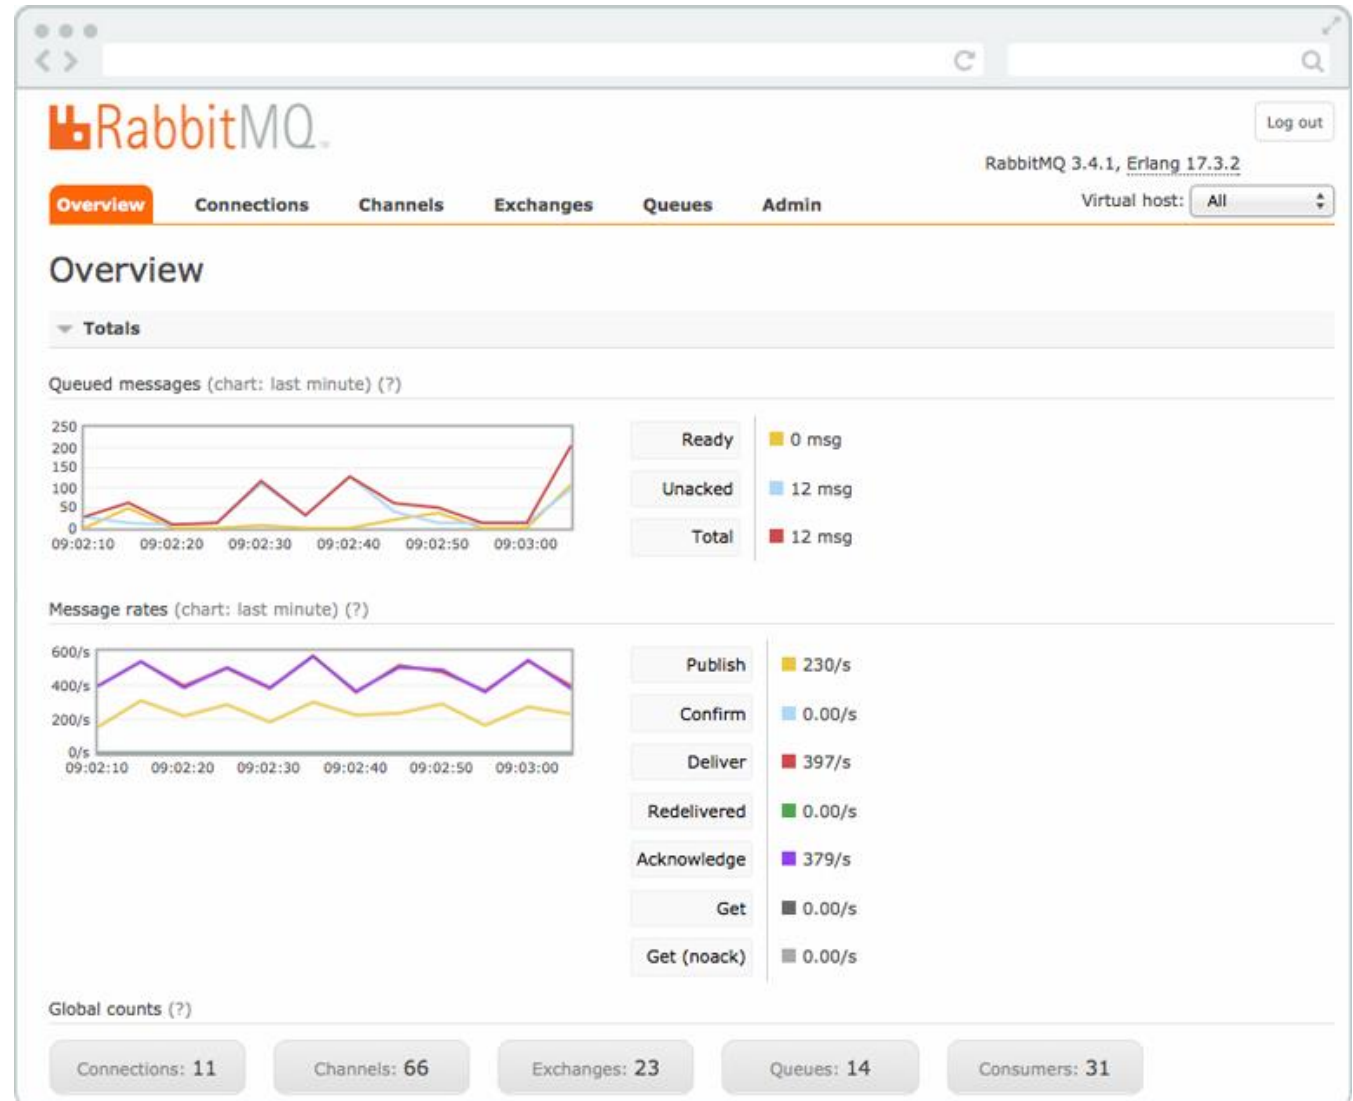 RabbitMQ
Log out
RabbitMQ 3.4.1, Erlang 17.3.2
Overview Connections Channels Exchanges Queues Admin Virtual host: All
Overview
Totals
Queued messages (chart: last minute) (?)
250
200
150
100
50
0
09:02:10 09:02:20 09:02:30 09:02:40 09:02:50 09:03:00
Ready 0 msg
Unacked 12 msg
Total 12 msg
Message rates (chart: last minute) (?)
600/s
400/s
200/s
0/s
09:02:10 09:02:20 09:02:30 09:02:40 09:02:50 09:03:00
Publish 230/s
Confirm 0.00/s
Deliver 397/s
Redelivered 0.00/s
Acknowledge 379/s
Get 0.00/s
Get (noack) 0.00/s
Global counts (?)
Connections: 11 Channels: 66 Exchanges: 23 Queues: 14 Consumers: 31